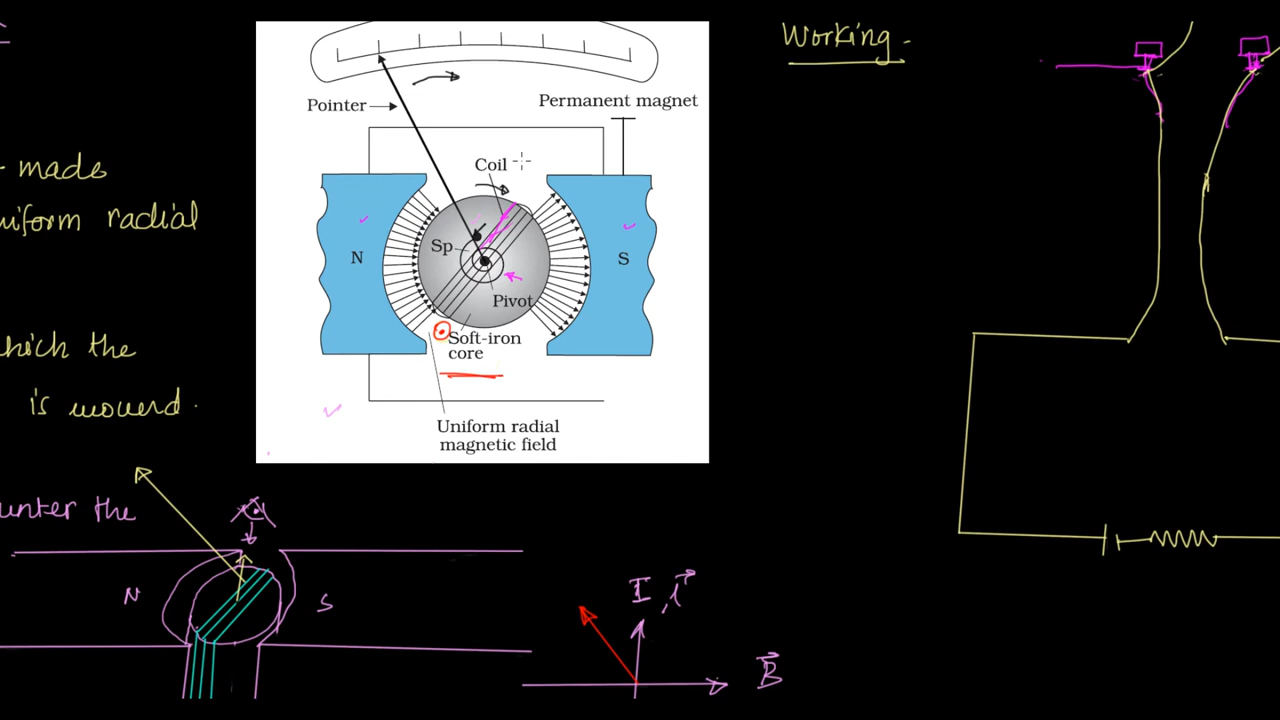 Working.
Pointer
Permanent magnet
Coil
made
uniform radial
N
Sp
S
Pivot
Soft-iron
core
which the
is mound.
Uniform radial
magnetic field
unter the
N
S
I, l
B